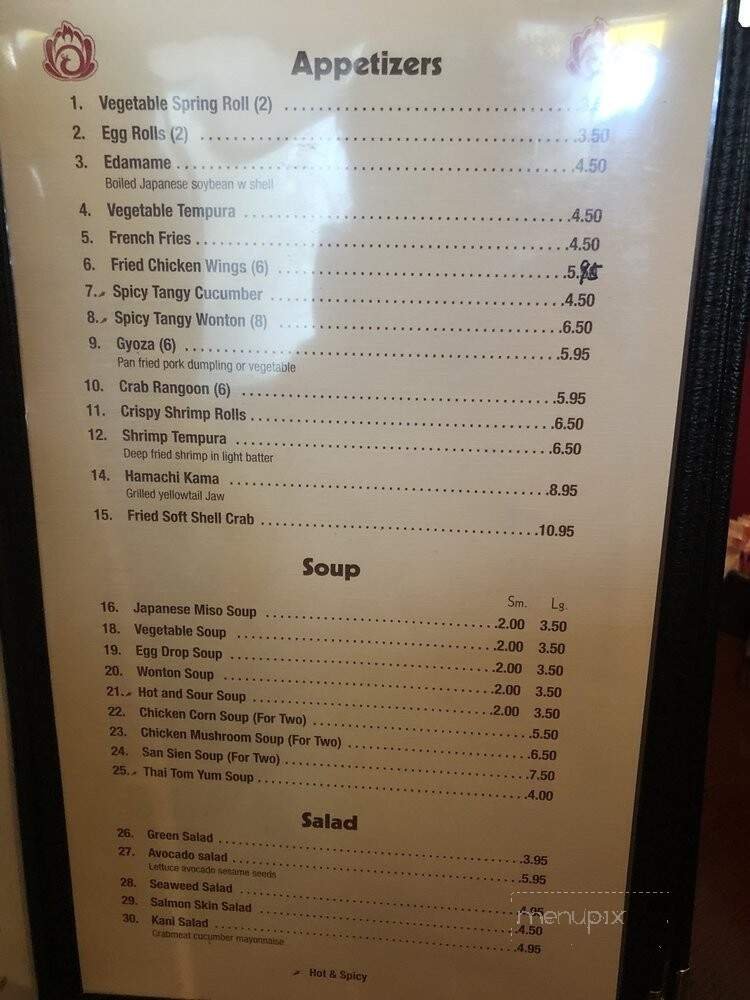 Appetizers
1. Vegetable Spring Roll (2)
2. Egg Rolls (2) 3.50
3. Edamame 4.50
Boiled Japanese soybean w shell
4. Vegetable Tempura 4.50
5. French Fries 4.50
6. Fried Chicken Wings (6) 5.95
7. Spicy Tangy Cucumber 4.50
8. Spicy Tangy Wonton (8) 6.50
9. Gyoza (6) 5.95
Pan fried pork dumpling or vegetable
10. Crab Rangoon (6) 5.95
11. Crispy Shrimp Rolls 6.50
12. Shrimp Tempura 6.50
Deep fried shrimp in light batter
14. Hamachi Kama 8.95
Grilled yellowtail Jaw
15. Fried Soft Shell Crab 10.95
Soup
Sm. Lg.
16. Japanese Miso Soup 2.00 3.50
18. Vegetable Soup 2.00 3.50
19. Egg Drop Soup 2.00 3.50
20. Wonton Soup 2.00 3.50
21. Hot and Sour Soup 2.00 3.50
22. Chicken Corn Soup (For Two) 5.50
23. Chicken Mushroom Soup (For Two) 6.50
24. San Sien Soup (For Two) 7.50
25. Thai Tom Yum Soup 4.00
Salad
26. Green Salad 3.95
27. Avocado salad 5.95
Lettuce avocado sesame seeds
28. Seaweed Salad 4.95
29. Salmon Skin Salad 4.50
30. Kani Salad 4.95
Crabmeat cucumber mayonnaise
Hot & Spicy
menupix